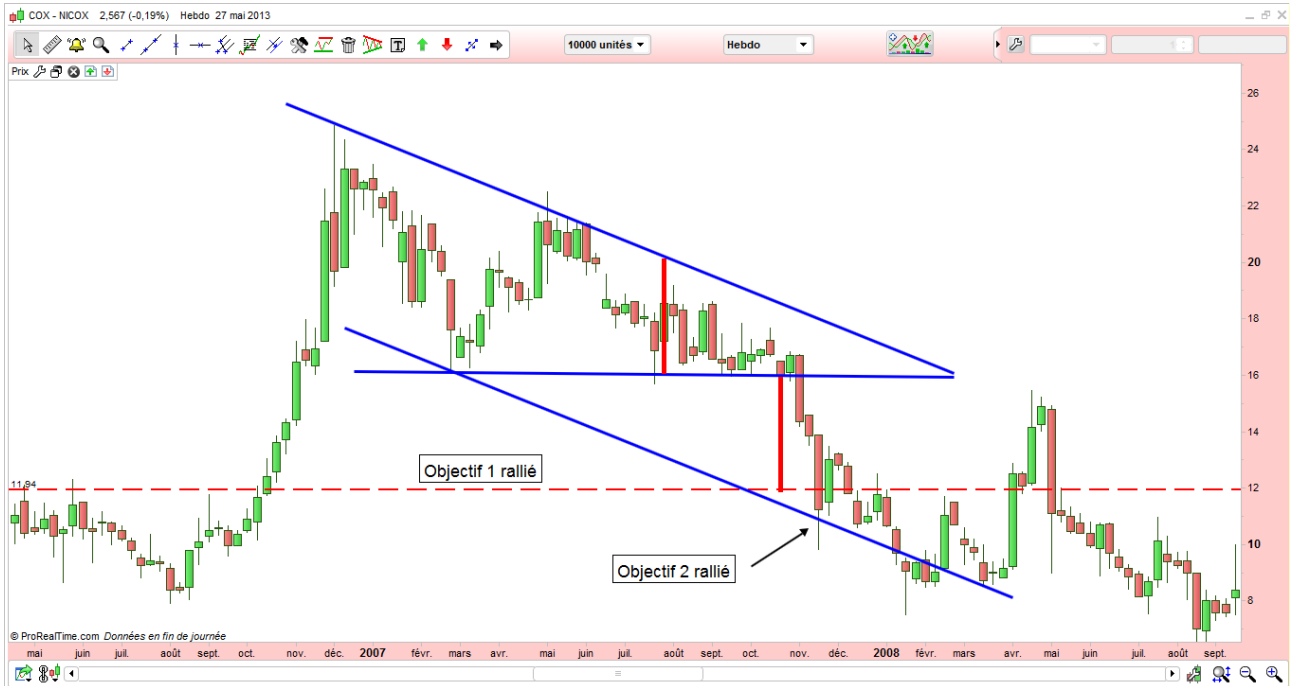 COX - NICOX 2,567 (-0,19%) Hebdo 27 mai 2013
10000 unités Hebdo
Prix
26
24
22
20
18
16
14
Objectif 1 rallié
11,94
12
Objectif 2 rallié
10
8
© ProRealTime.com Données en fin de journée
mai juin juil. août sept. oct. nov. déc. 2007 févr. mars avr. mai juin juil. août sept. oct. nov. 2008 févr. mars avr. mai juin juil. août sept.